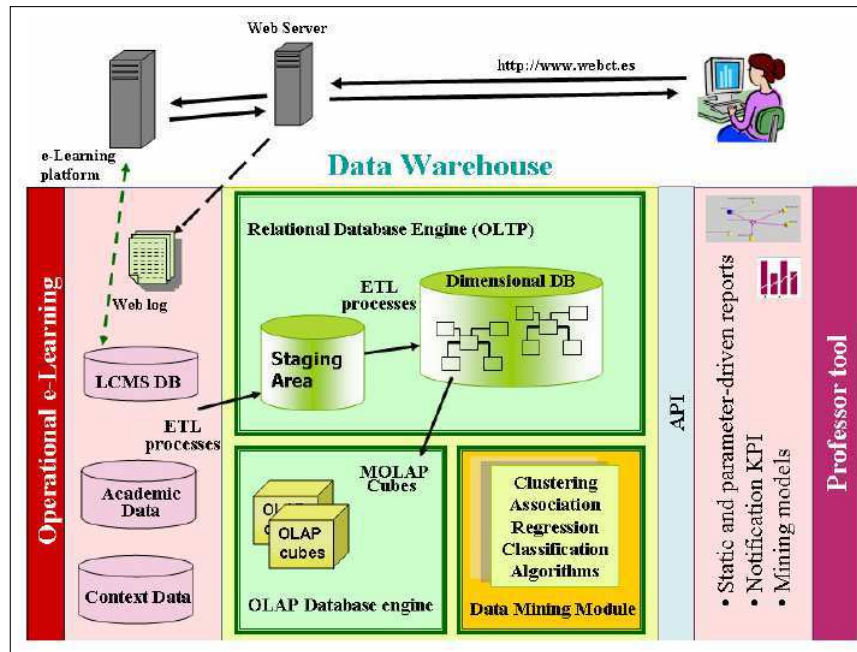 Web Server
http://www.webct.es
e-Learning
platform
Data Warehouse
Operational e-Learning
Web log
LCMS DB
ETL
processes
Academic
Data
Context Data
Relational Database Engine (OLTP)
ETL
processes
Dimensional DB
Staging
Area
MOLAP
Cubes
OLAP
OLAP
cubes
OLAP Database engine
Clustering
Association
Regression
Classification
Algorithms
Data Mining Module
API
• Static and parameter-driven reports
• Notification KPI
• Mining models
Professor tool